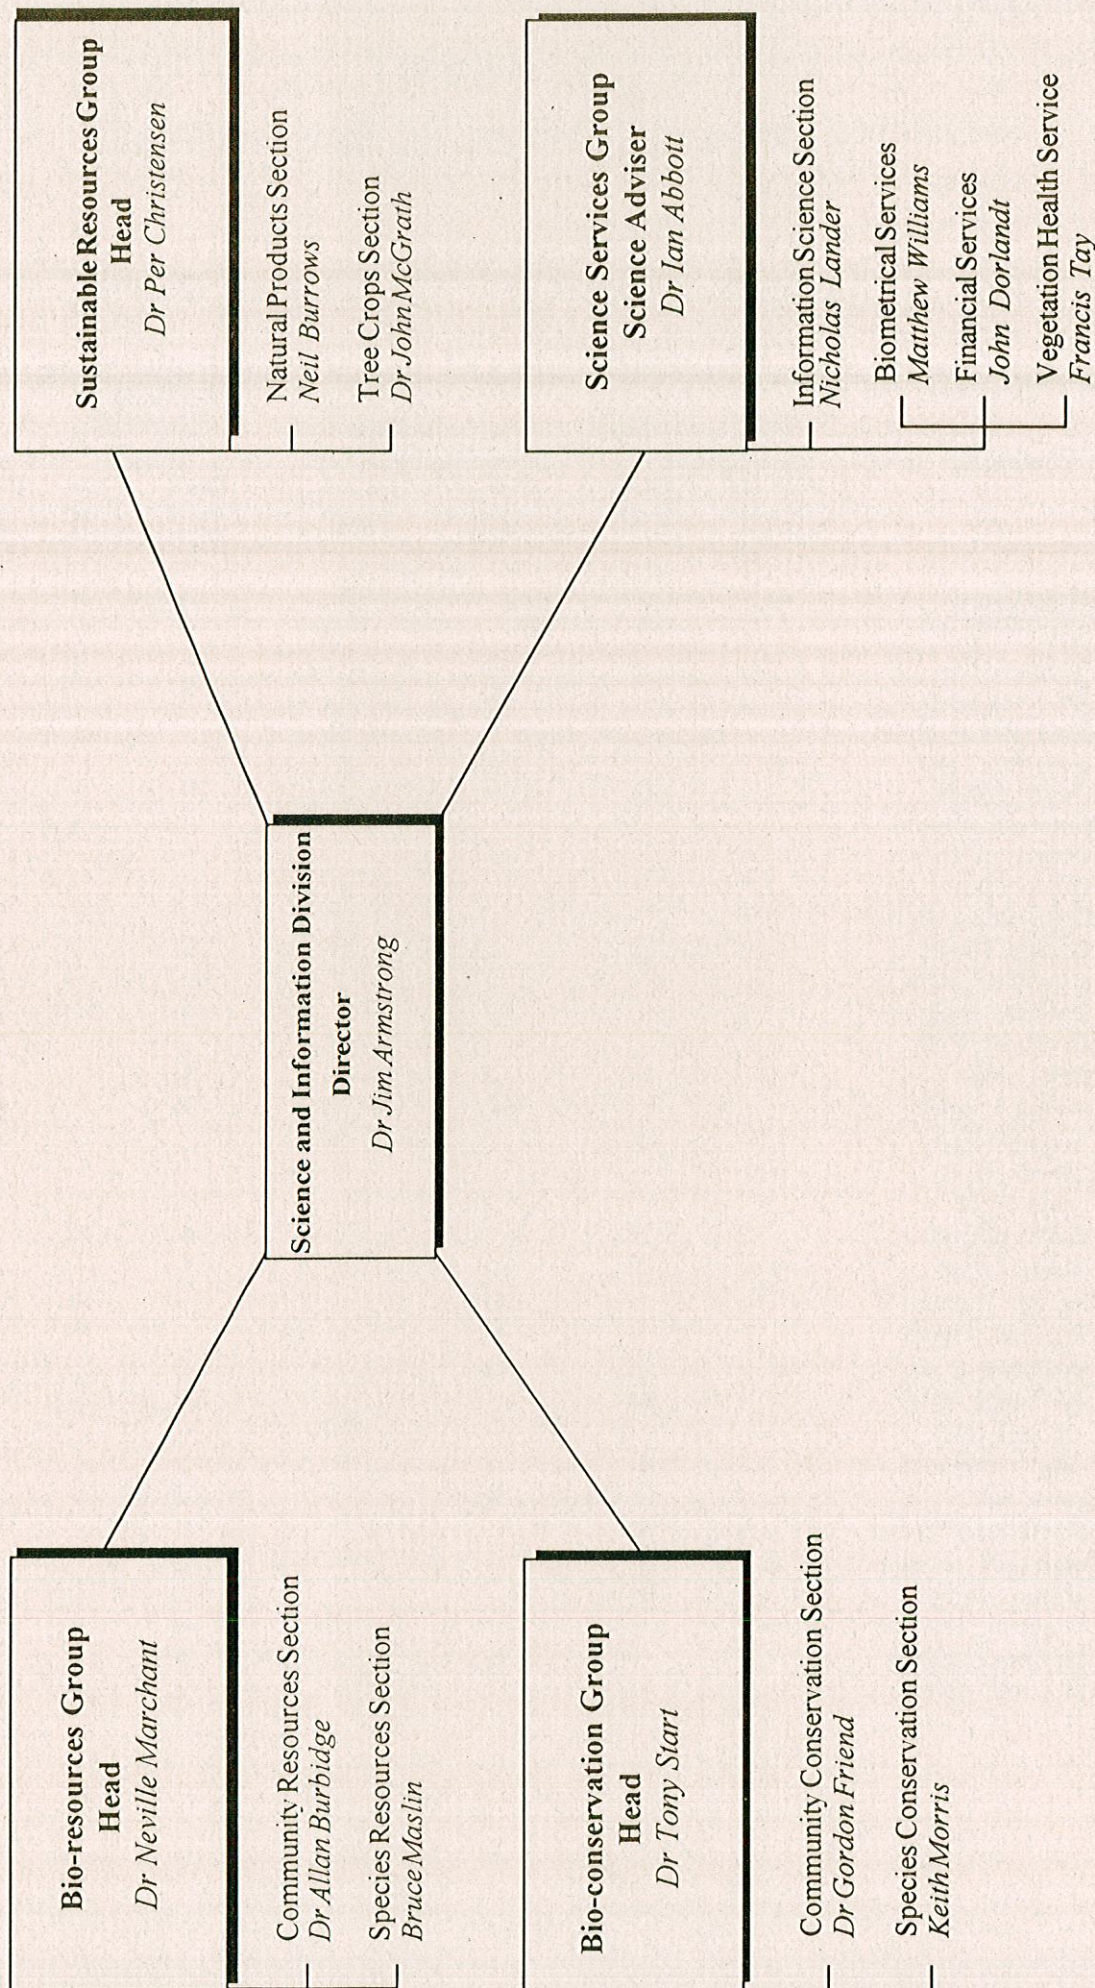 Bio-resources Group
Head
Dr Neville Marchant
Community Resources Section
Dr Allan Burbidge
Species Resources Section
Bruce Maslin
Sustainable Resources Group
Head
Dr Per Christensen
Natural Products Section
Neil Burrows
Tree Crops Section
Dr John McGrath
Science and Information Division
Director
Dr Jim Armstrong
Bio-conservation Group
Head
Dr Tony Start
Community Conservation Section
Dr Gordon Friend
Species Conservation Section
Keith Morris
Science Services Group
Science Adviser
Dr Ian Abbott
Information Science Section
Nicholas Lander
Biometrical Services
Matthew Williams
Financial Services
John Dorlandt
Vegetation Health Service
Francis Tay